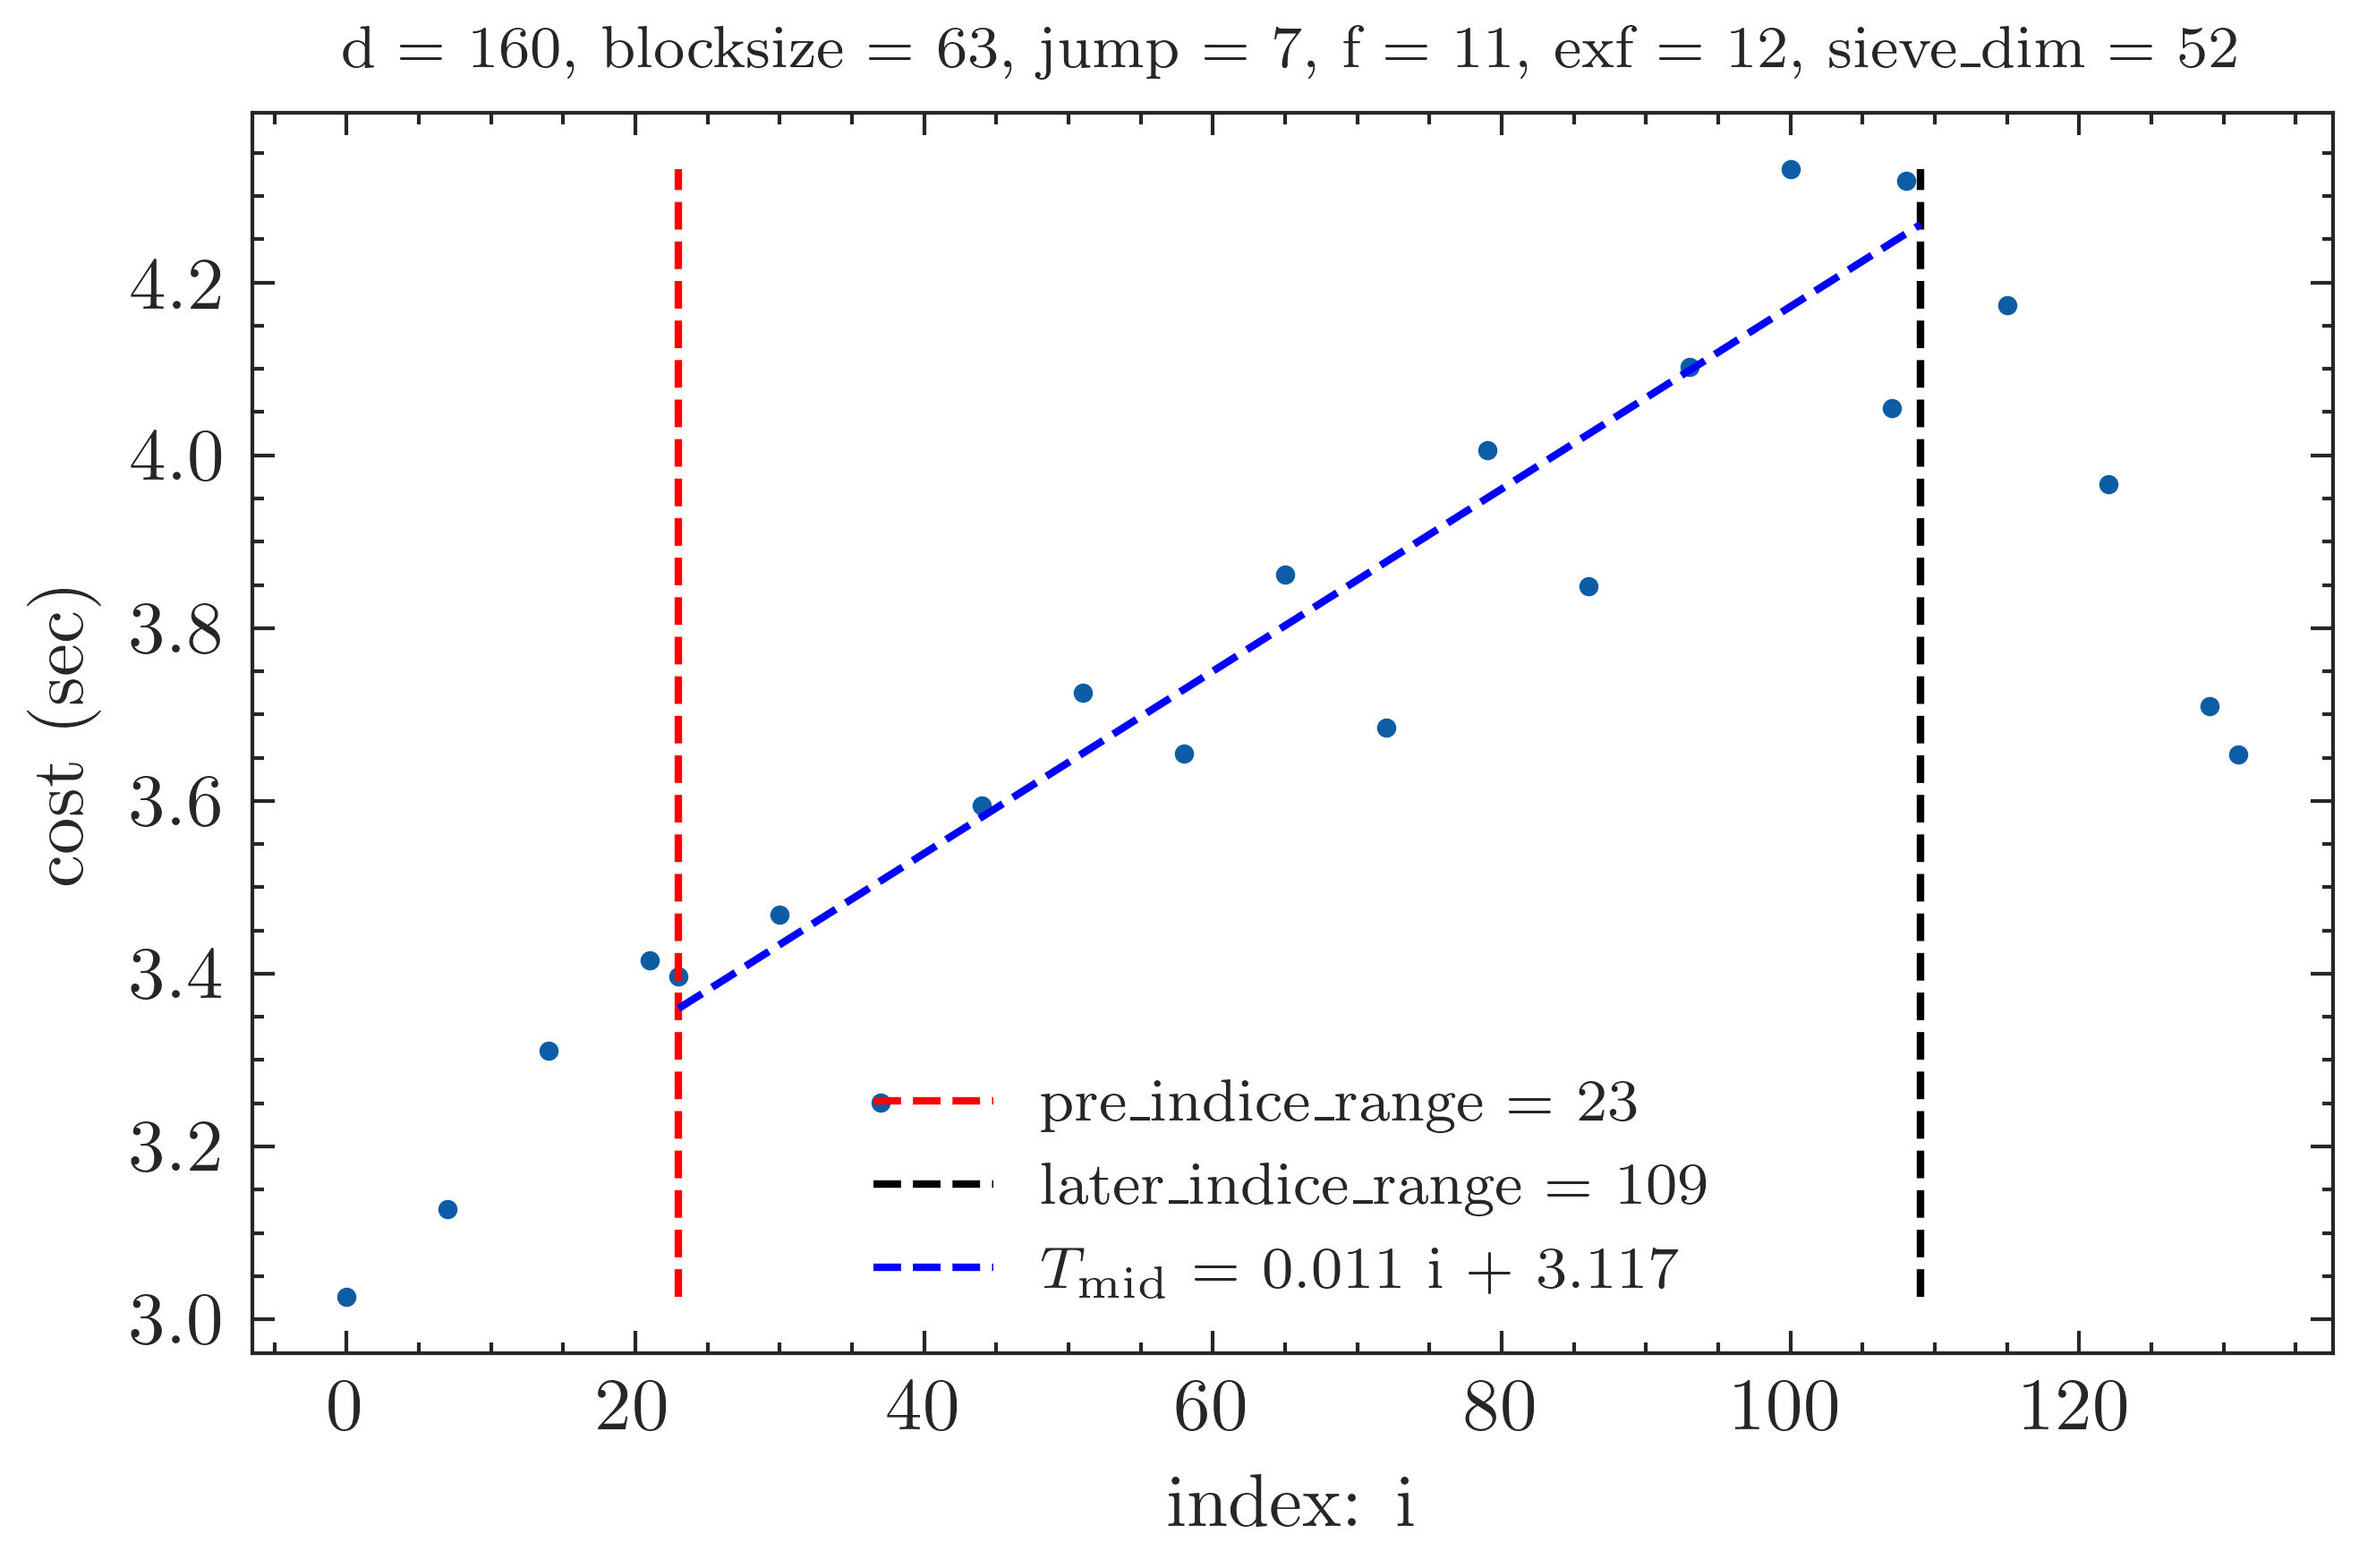 d = 160, blocksize = 63, jump = 7, f = 11, exf = 12, sieve_dim = 52
cost (sec)
4.2
4.0
3.8
3.6
3.4
3.2
3.0
pre_indice_range = 23
later_indice_range = 109
T_mid = 0.011 i + 3.117
0 20 40 60 80 100 120
index: i